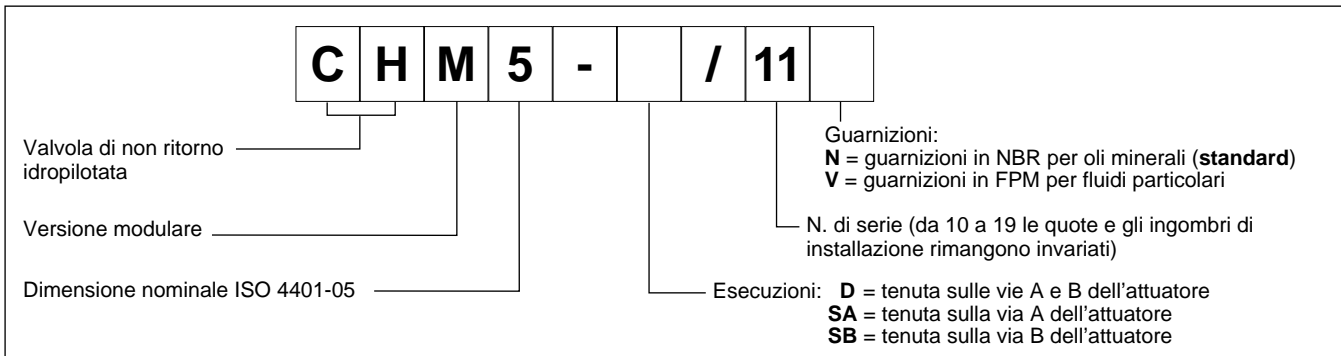 C H M 5 - / 11
Valvola di non ritorno
idropilotata
Versione modulare
Dimensione nominale ISO 4401-05
Guarnizioni:
N = guarnizioni in NBR per oli minerali (standard)
V = guarnizioni in FPM per fluidi particolari
N. di serie (da 10 a 19 le quote e gli ingombri di
installazione rimangono invariati)
Esecuzioni: D = tenuta sulle vie A e B dell'attuatore
SA = tenuta sulla via A dell'attuatore
SB = tenuta sulla via B dell'attuatore